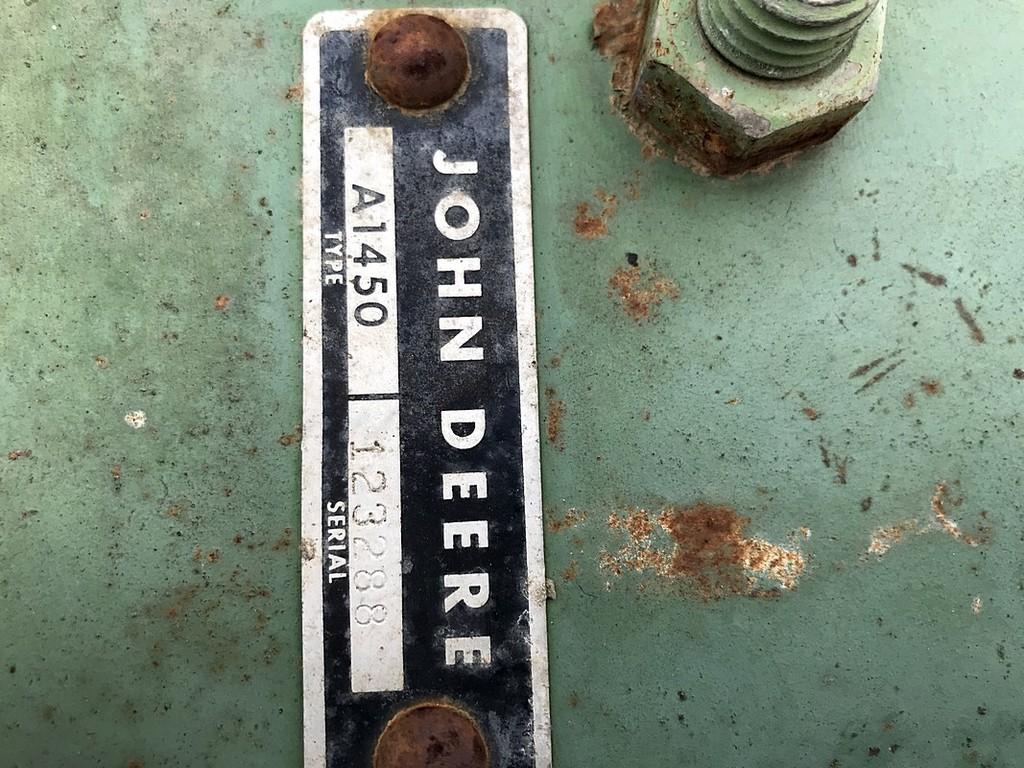 JOHN DEERE
A1450 123288
TYPE SERIAL